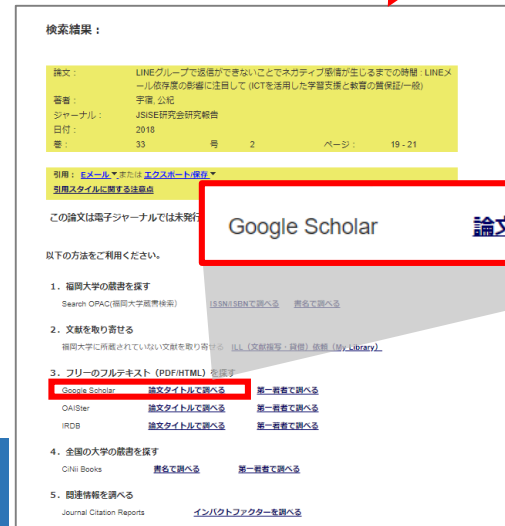 検索結果：
論文： LINEグループで返信ができないことでネガティブ感情が生じるまでの時間 : LINEメ
ール依存度の影響に注目して (ICTを活用した学習支援と教育の質保証/一般)
著者： 宇宿, 公紀
ジャーナル： JSiSE研究会研究報告
日付： 2018
巻： 33 号 2 ページ： 19 - 21
引用： Eメール または エクスポート/保存
引用スタイルに関する注意点
この論文は電子ジャーナルでは未発行
Google Scholar 論文
以下の方法をご利用ください。
1．福岡大学の蔵書を探す
Search OPAC(福岡大学蔵書検索) ISSN/ISBNで調べる 書名で調べる
2．文献を取り寄せる
福岡大学に所蔵されていない文献を取り寄せる ILL（文献複写・貸借）依頼（My Library）
3．フリーのフルテキスト（PDF/HTML）を探す
Google Scholar 論文タイトルで調べる 第一著者で調べる
OAISter 論文タイトルで調べる 第一著者で調べる
IRDB 論文タイトルで調べる 第一著者で調べる
4．全国の大学の蔵書を探す
CiNii Books 書名で調べる 第一著者で調べる
5．関連情報を調べる
Journal Citation Reports インパクトファクターを調べる